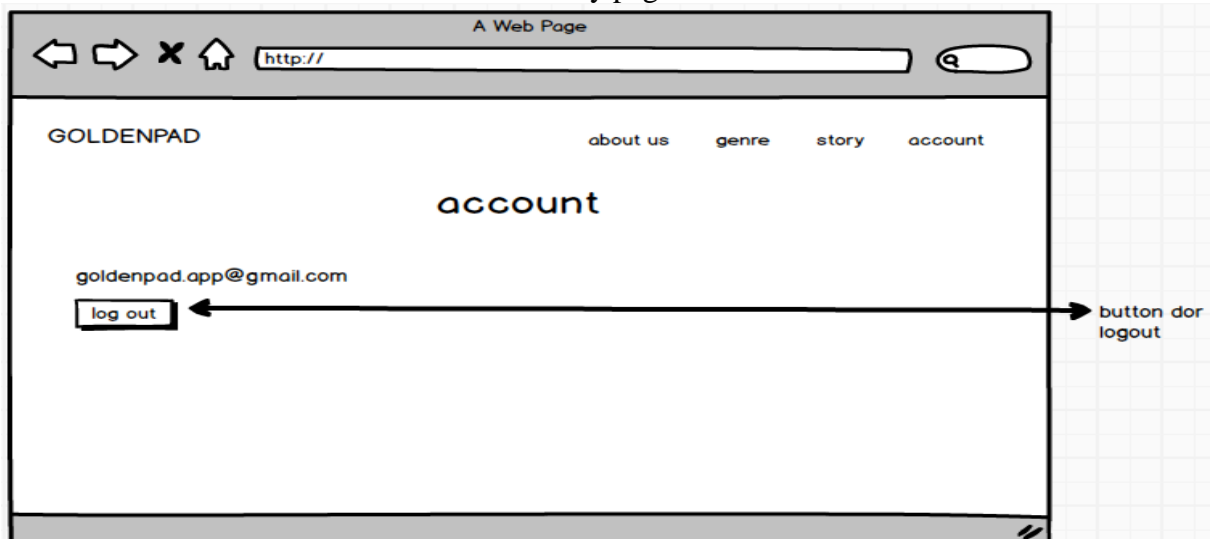 A Web Page
http://
GOLDENPAD
about us genre story account
account
goldenpad.app@gmail.com
log out
button dor
logout